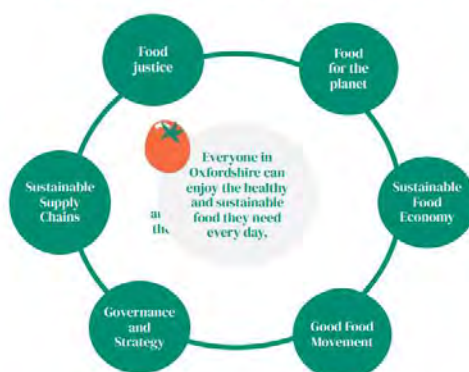 Food
justice
Food
for the
planet
Everyone in
Oxfordshire can
enjoy the healthy
and sustainable
food they need
every day.
Sustainable
Supply
Chains
Sustainable
Food
Economy
Governance
and
Strategy
Good Food
Movement